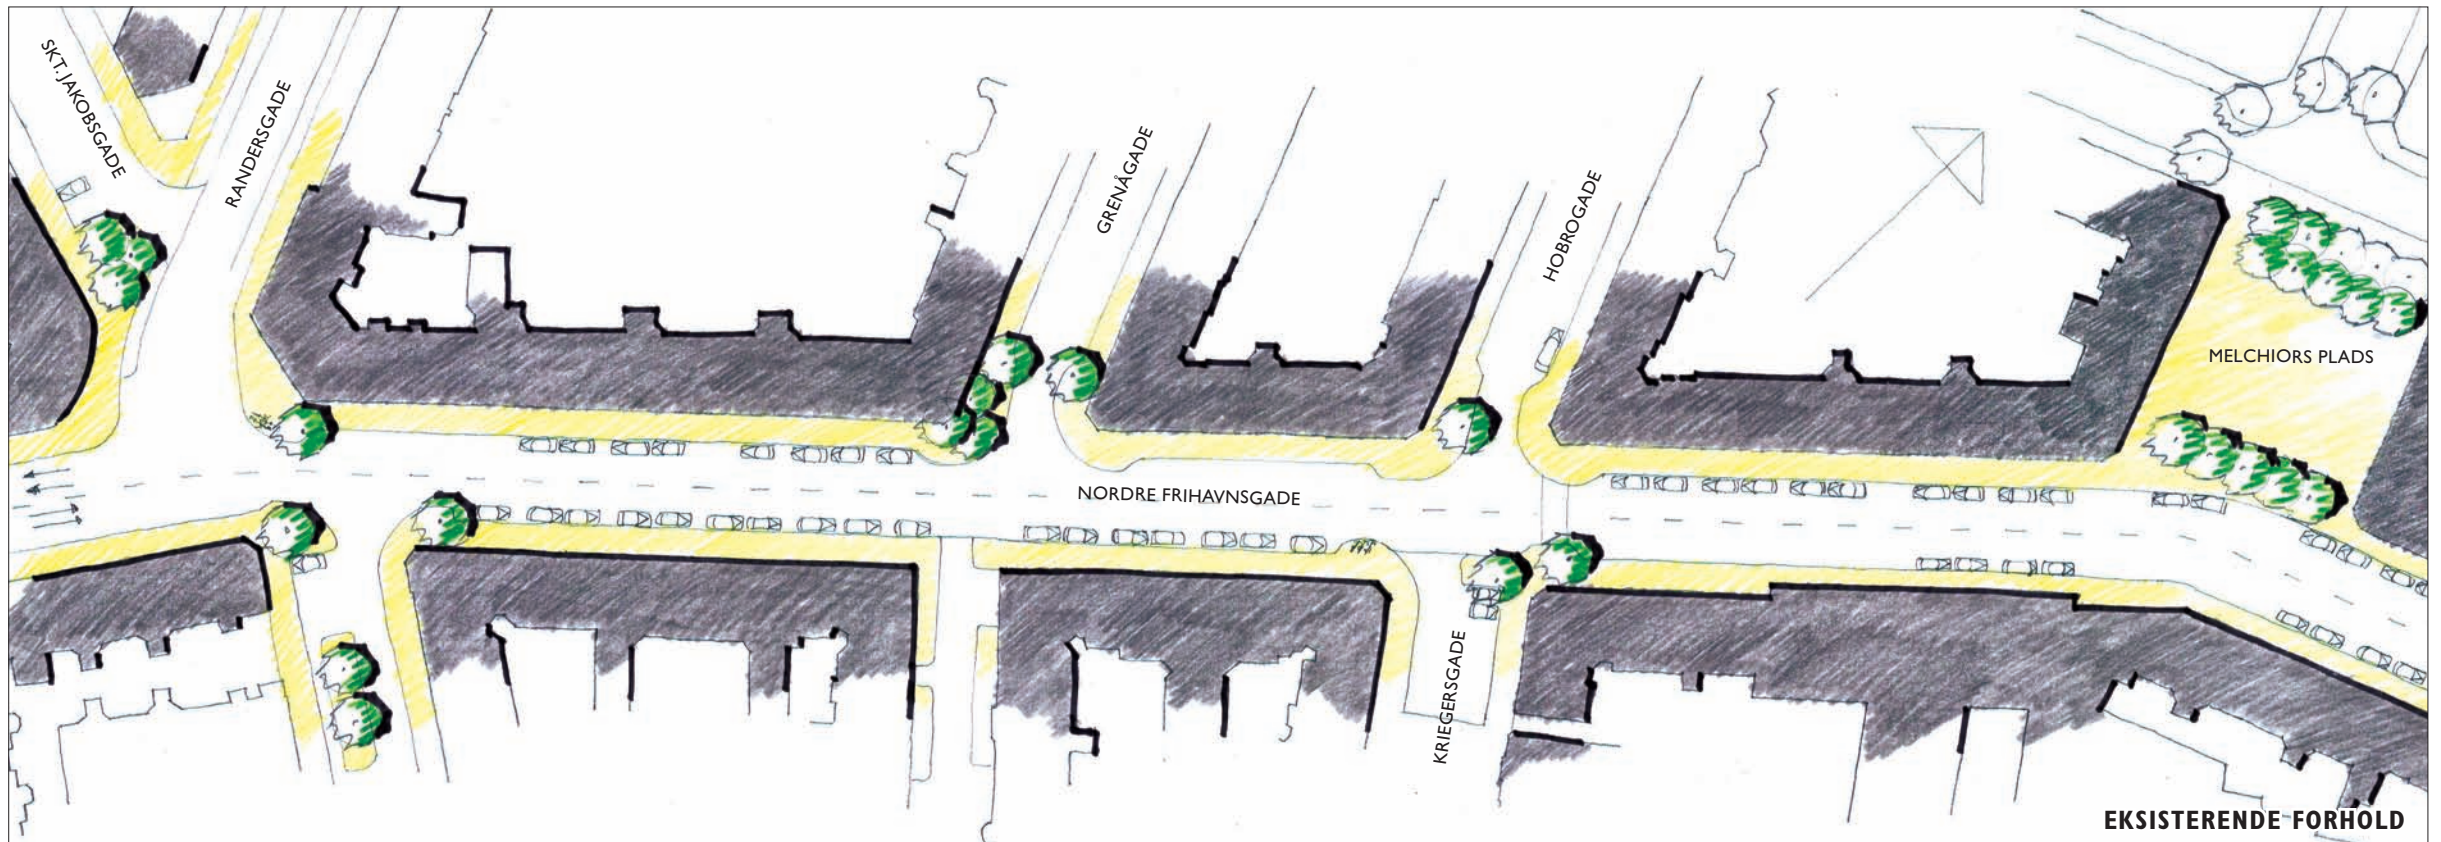 SKT. JAKOBSGADE
RANDERSGADE
GRENÅGADE
HOBROGADE
MELCHIORS PLADS
NORDRE FRIHAVNSGADE
KRIEGERSGADE
EKSISTERENDE FORHOLD